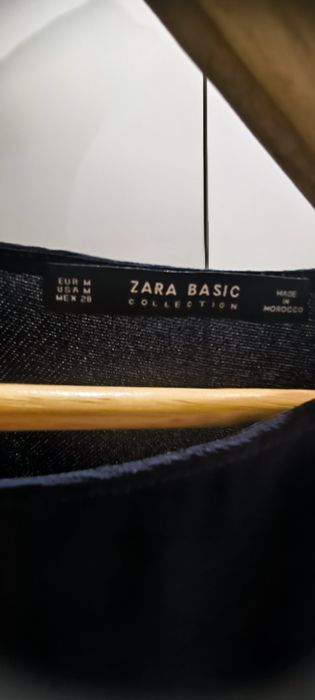 EUR M
USA M
MEX 28
ZARA BASIC
COLLECTION
MADE
IN
MOROCCO